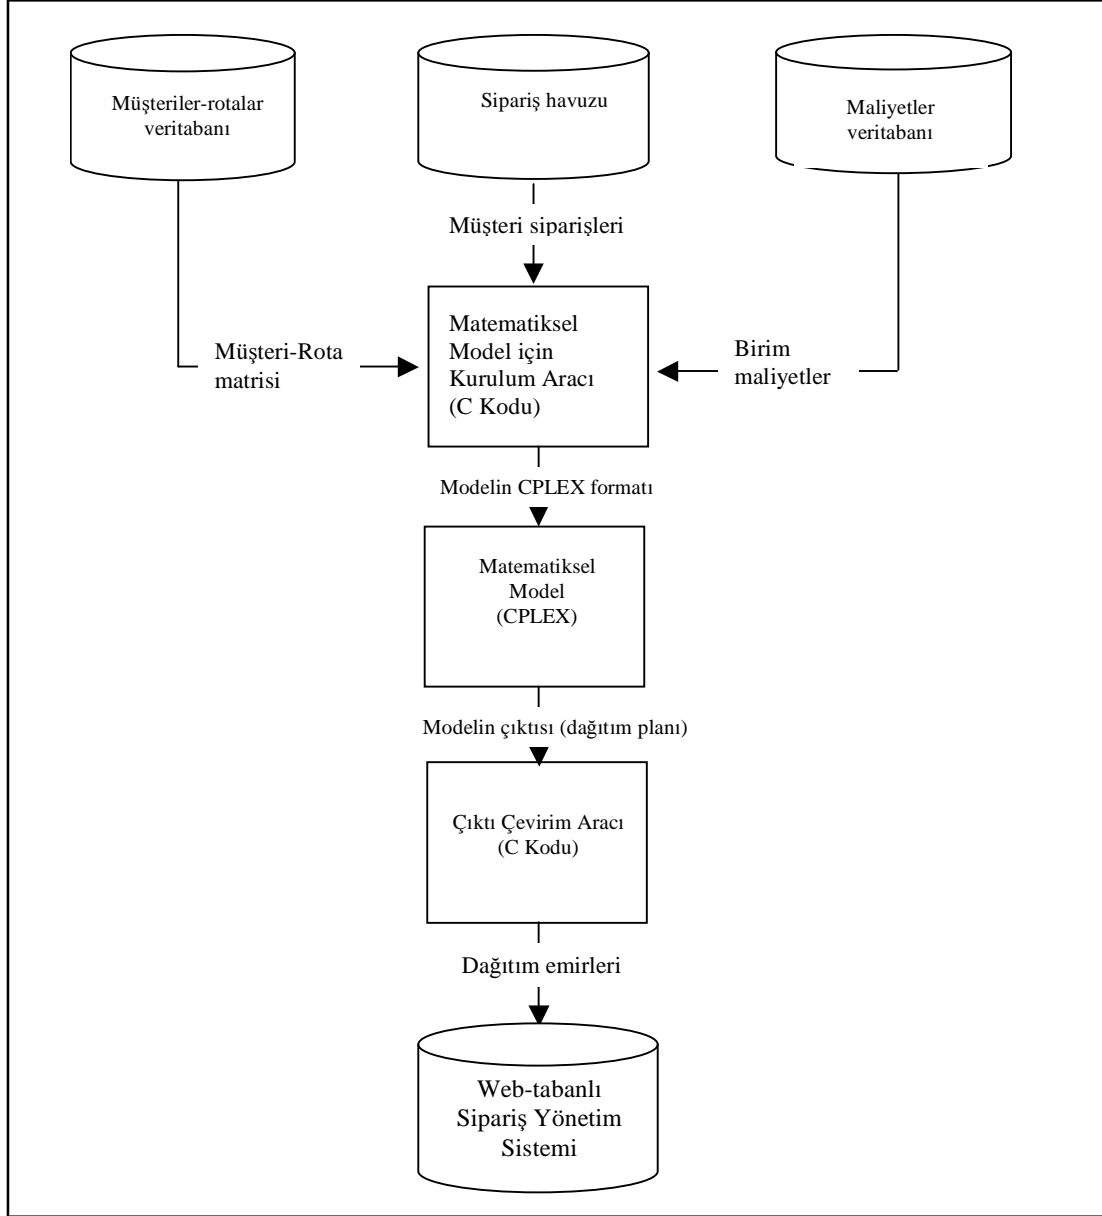 Müşteriler-rotalar
veritabanı
Sipariş havuzu
Maliyetler
veritabanı
Müşteri siparişleri
Matematiksel
Model için
Kurulum Aracı
(C Kodu)
Müşteri-Rota
matrisi
Birim
maliyetler
Modelin CPLEX formatı
Matematiksel
Model
(CPLEX)
Modelin çıktısı (dağıtım planı)
Çıktı Çevirim Aracı
(C Kodu)
Dağıtım emirleri
Web-tabanlı
Sipariş Yönetim
Sistemi